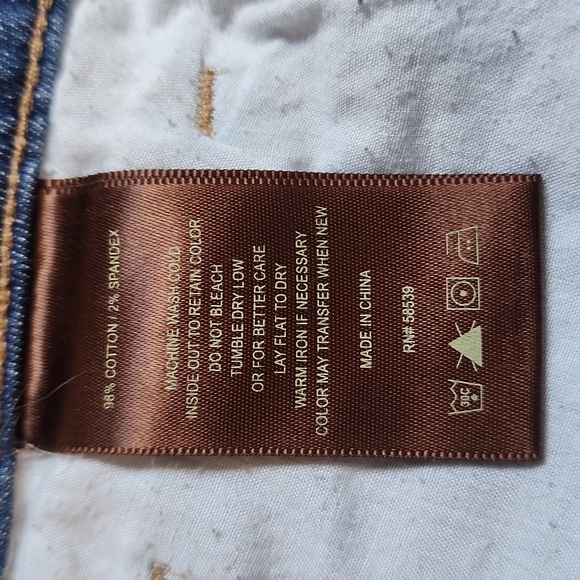 98% COTTON / 2% SPANDEX
MACHINE WASH COLD
INSIDE OUT TO RETAIN COLOR
DO NOT BLEACH
TUMBLE DRY LOW
OR FOR BETTER CARE
LAY FLAT TO DRY
WARM IRON IF NECESSARY
COLOR MAY TRANSFER WHEN NEW
MADE IN CHINA
RN# 58539